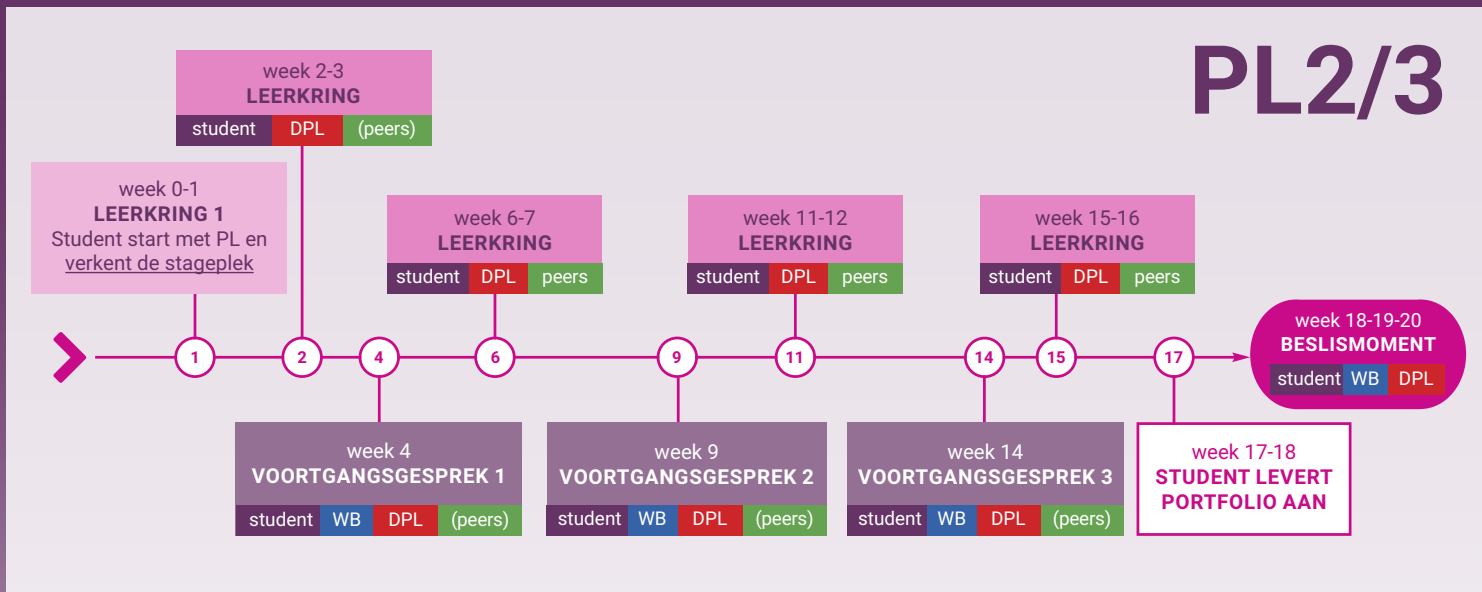 PL2/3
week 2-3
LEERKRING
student DPL (peers)
week 0-1
LEERKRING 1
Student start met PL en
verkent de stageplek
week 6-7
LEERKRING
student DPL peers
week 11-12
LEERKRING
student DPL peers
week 15-16
LEERKRING
student DPL peers
1 2 4 6 9 11 14 15 17
week 18-19-20
BESLISMOMENT
student WB DPL
week 4
VOORTGANGSGESPREK 1
student WB DPL (peers)
week 9
VOORTGANGSGESPREK 2
student WB DPL (peers)
week 14
VOORTGANGSGESPREK 3
student WB DPL (peers)
week 17-18
STUDENT LEVERT
PORTFOLIO AAN